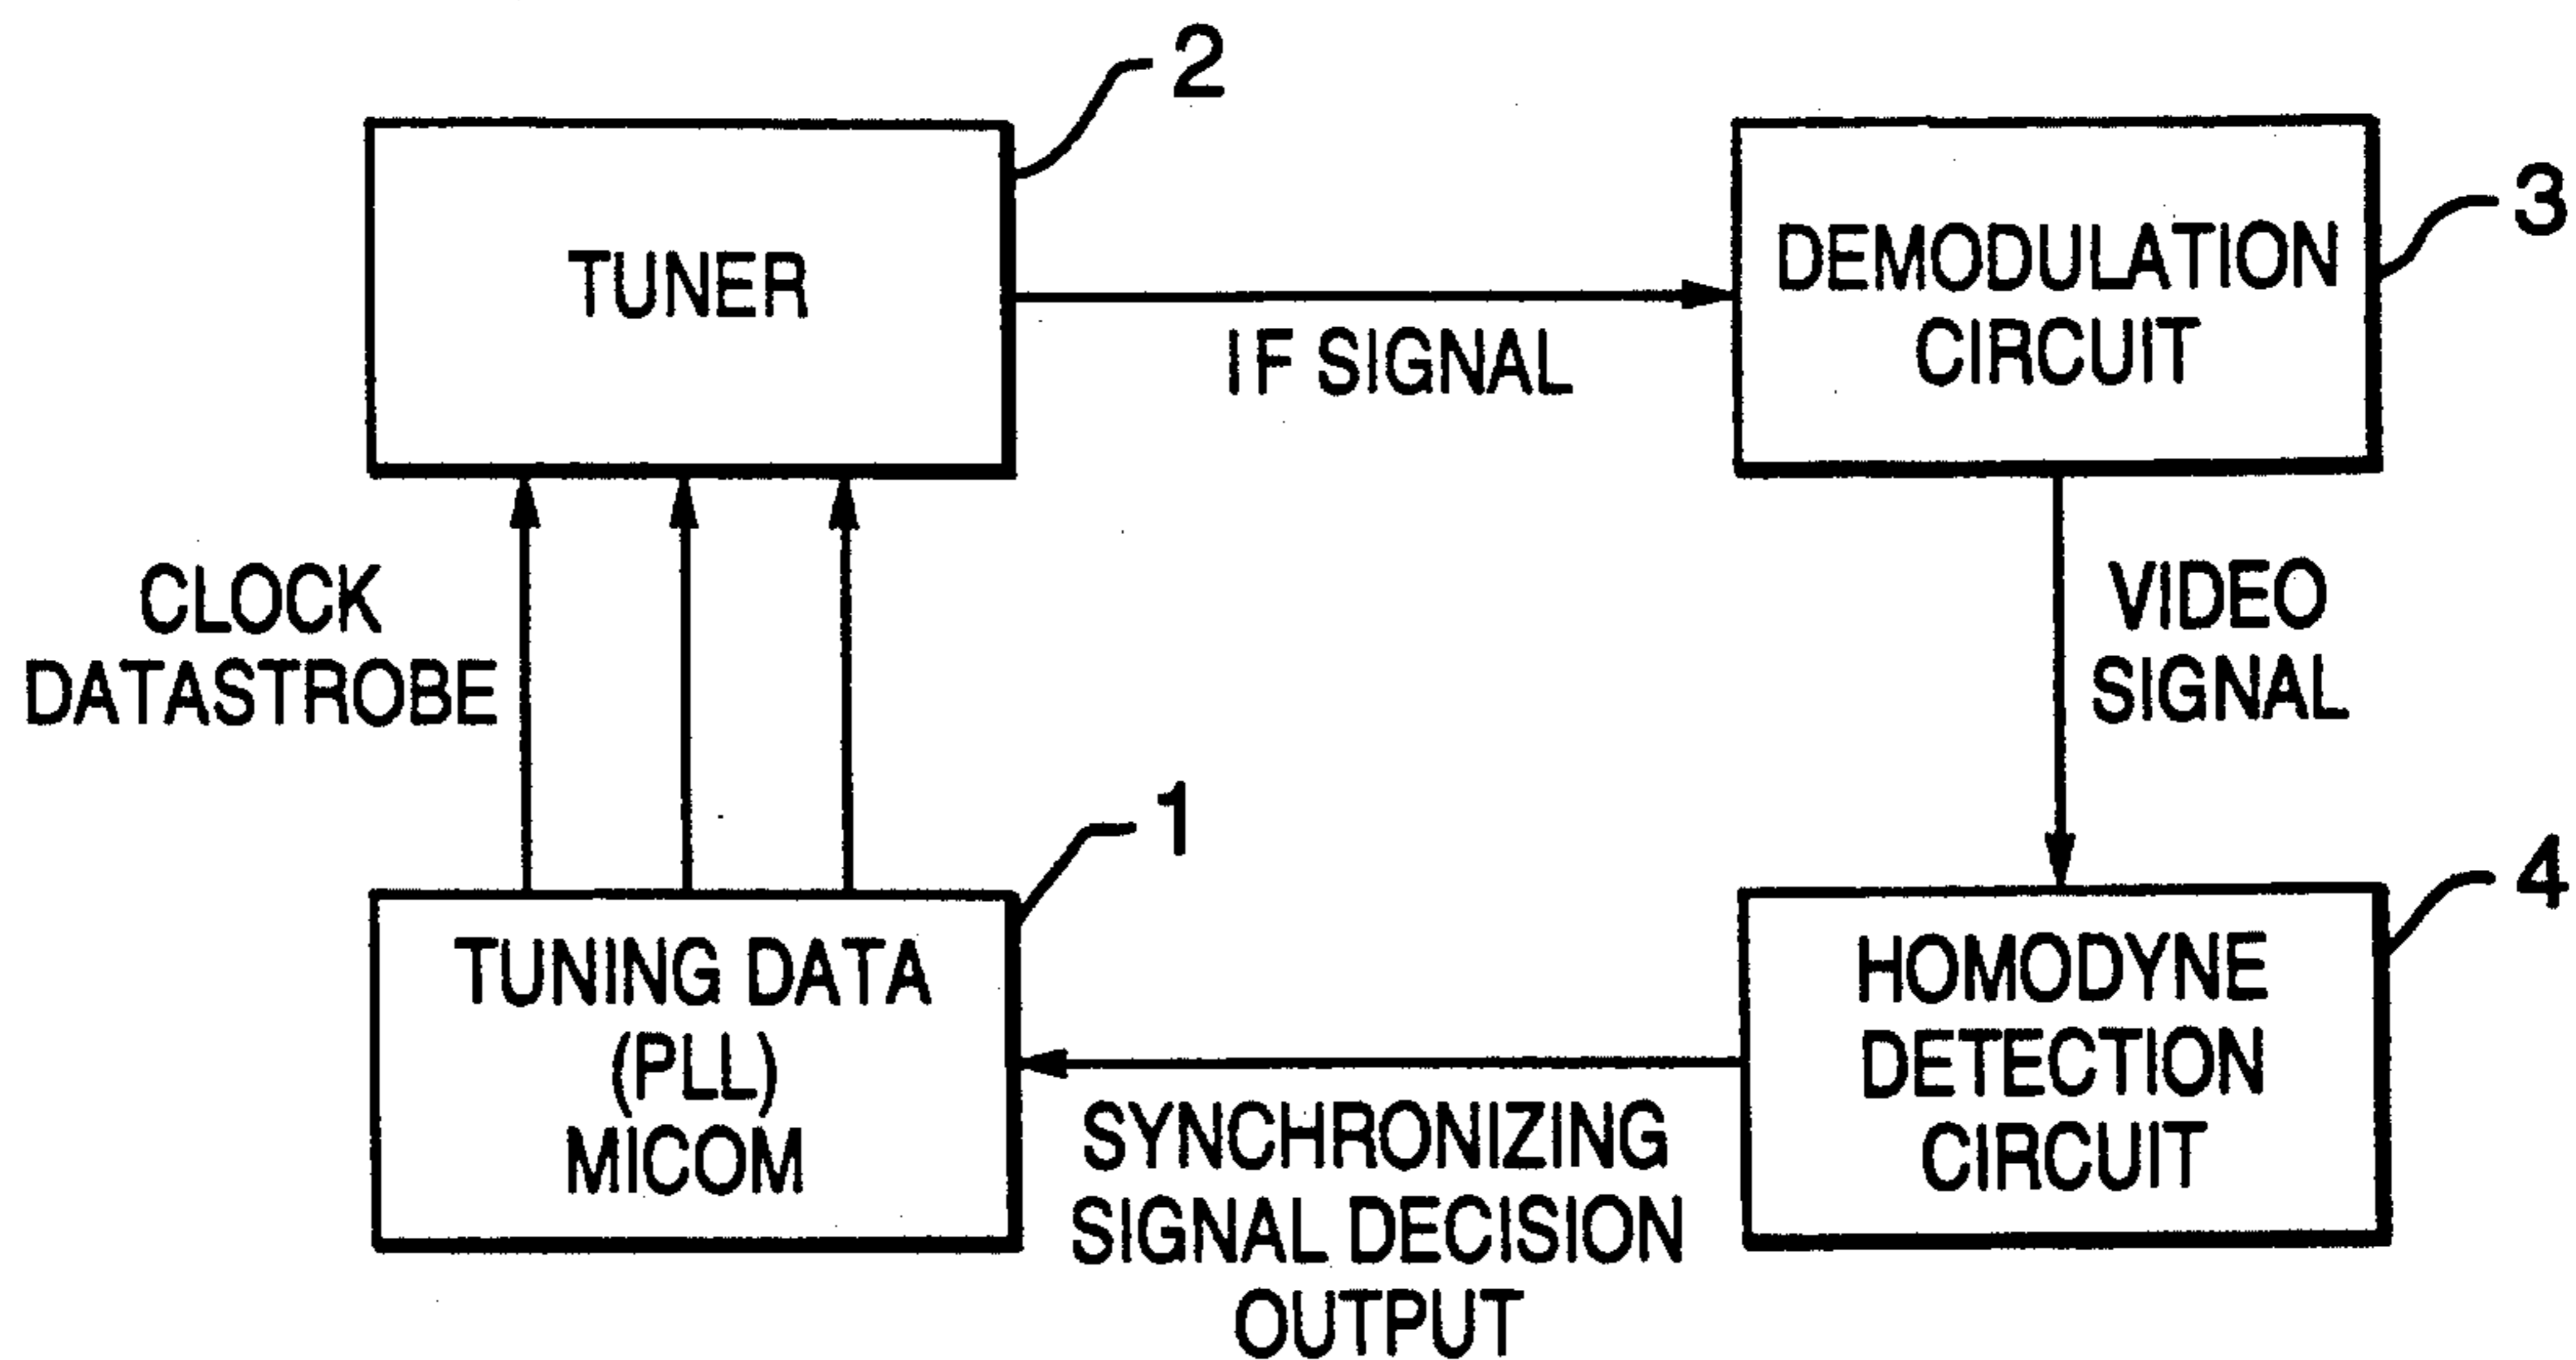 2
TUNER
IF SIGNAL
DEMODULATION
CIRCUIT
3
CLOCK
DATASTROBE
VIDEO
SIGNAL
1
TUNING DATA
(PLL)
MICOM
4
HOMODYNE
DETECTION
CIRCUIT
SYNCHRONIZING
SIGNAL DECISION
OUTPUT